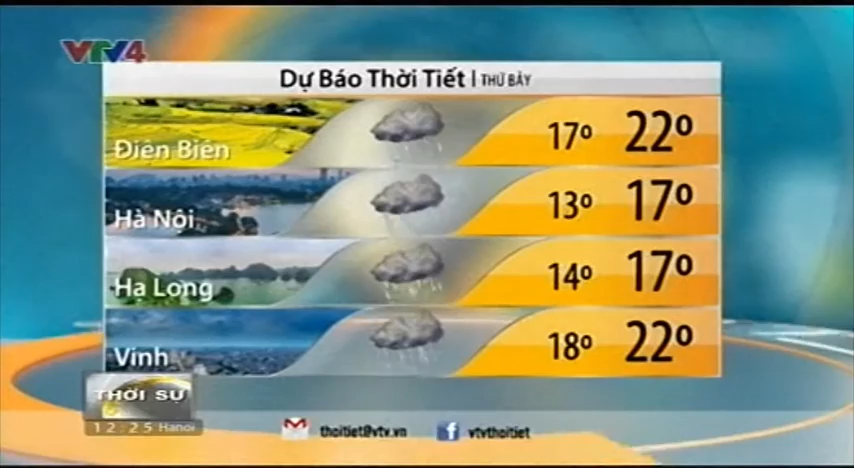 VTV4
Dự Báo Thời Tiết | THỨ BẢY
Điện Biên 17º 22º
Hà Nội 13º 17º
Hạ Long 14º 17º
Vinh 18º 22º
THỜI SỰ
12:25 Hanoi
thoitiet@vtv.vn vtvthoitiet